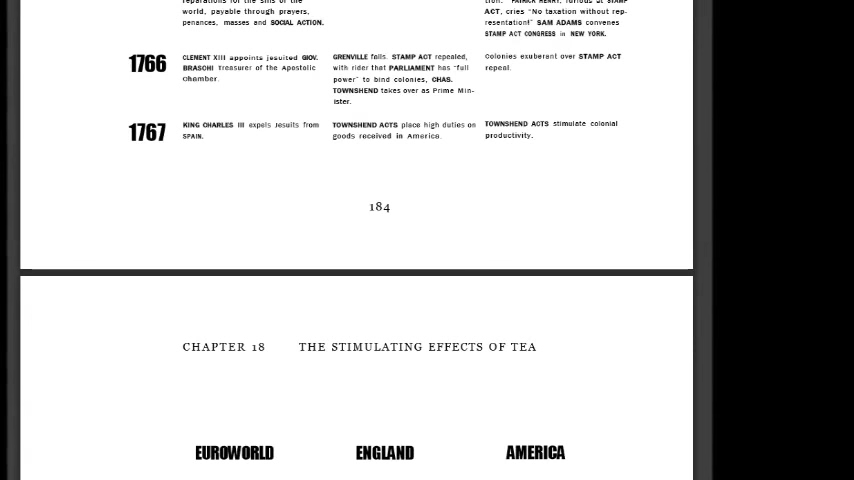 reparations for the sins of the
world, payable through prayers,
penances, masses and SOCIAL ACTION.
tion. PATRICK HENRY, furious at STAMP
ACT, cries "No taxation without rep-
resentation!" SAM ADAMS convenes
STAMP ACT CONGRESS in NEW YORK.
1766
CLEMENT XIII appoints jesuited GIOV.
BRASCHI Treasurer of the Apostolic
Chamber.
GRENVILLE falls. STAMP ACT repealed,
with rider that PARLIAMENT has "full
power" to bind colonies, CHAS.
TOWNSHEND takes over as Prime Min-
ister.
Colonies exuberant over STAMP ACT
repeal.
1767
KING CHARLES III expels Jesuits from
SPAIN.
TOWNSHEND ACTS place high duties on
goods received in America.
TOWNSHEND ACTS stimulate colonial
productivity.
184
CHAPTER 18 THE STIMULATING EFFECTS OF TEA
EUROWORLD ENGLAND AMERICA